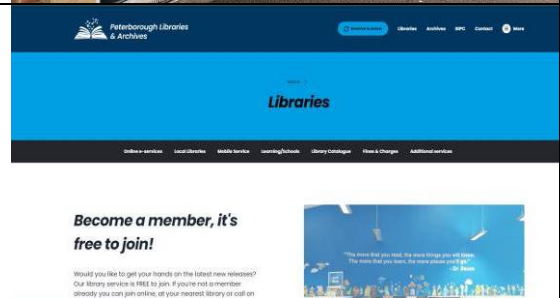 Peterborough Libraries
& Archives
Libraries
Archives
BIPC
Contact
More
Home
Libraries
Online e-services
Local Libraries
Mobile Service
Learning/Schools
Library Catalogue
Fines & Charges
Additional services
Become a member, it's
free to join!
"The more that you read, the more things you will know.
The more that you learn, the more places you'll go."
-Dr Seuss
Would you like to get your hands on the latest new releases?
Our library service is FREE to join. If you're not a member
already you can join online, at your nearest library or call on